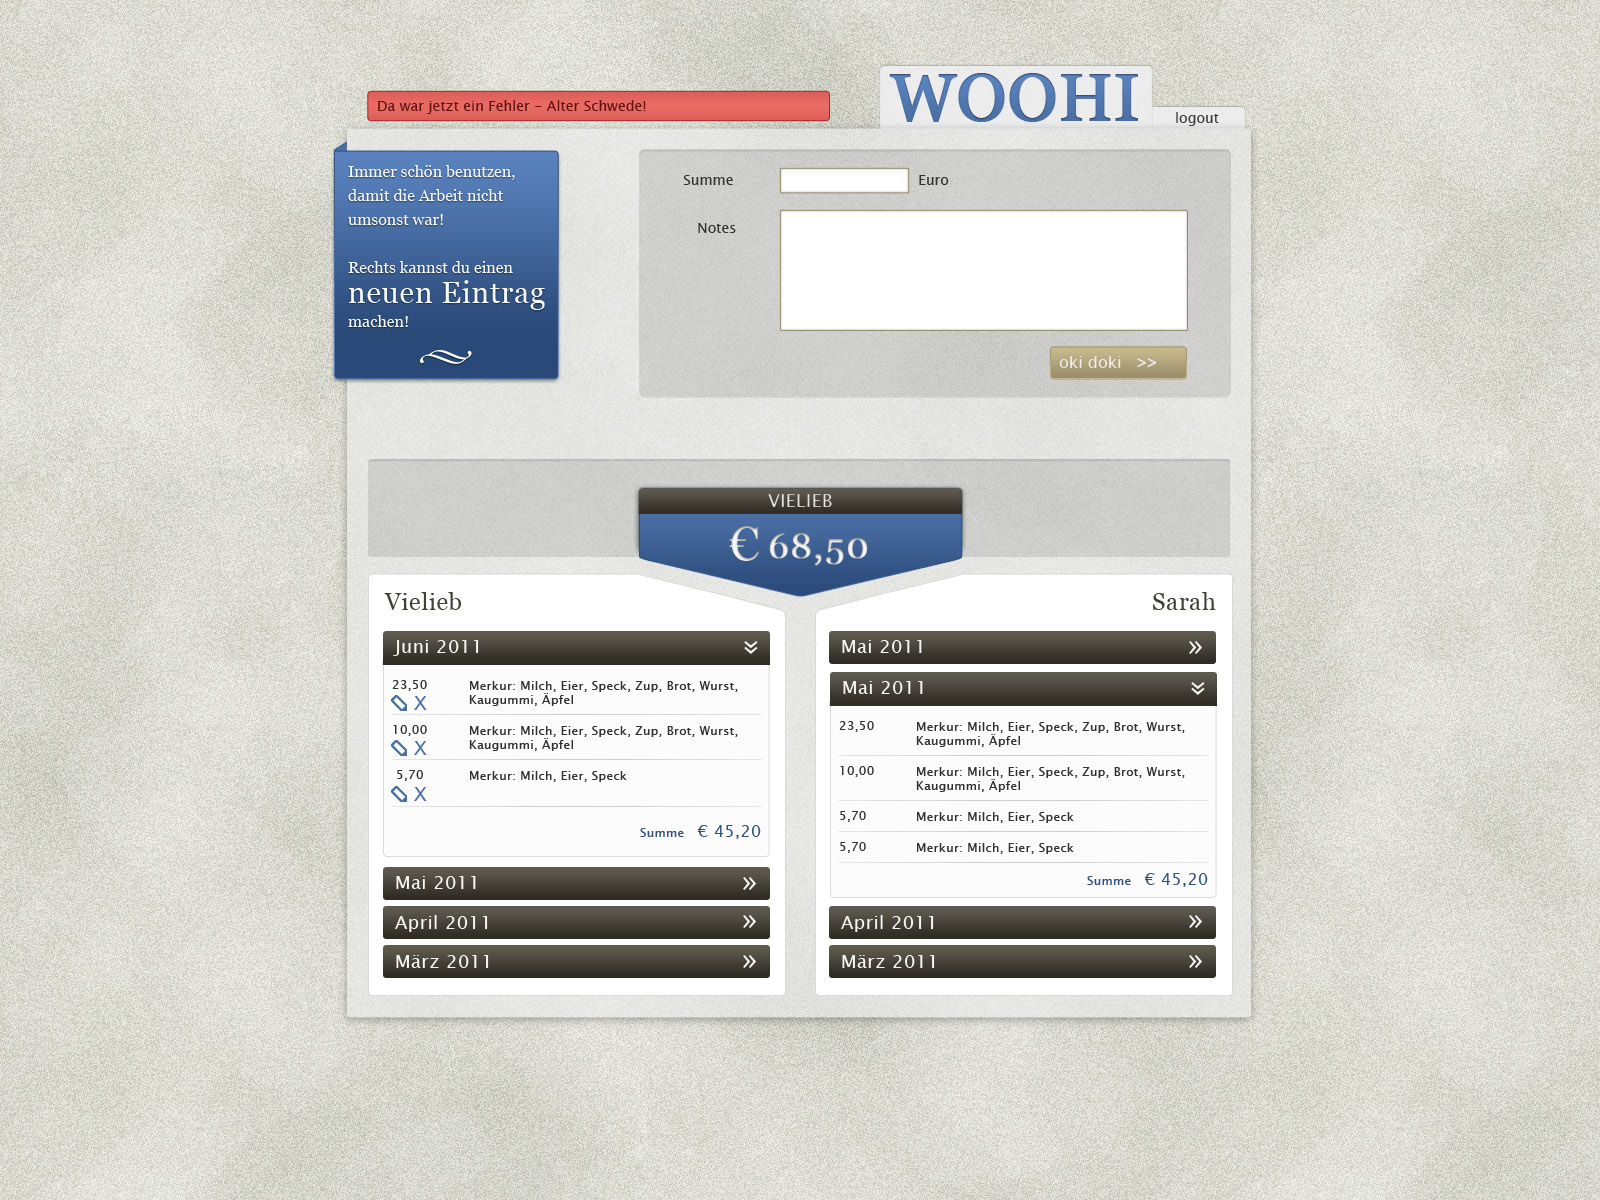 Da war jetzt ein Fehler - Alter Schwede!
WOOHI
logout
Immer schön benutzen,
damit die Arbeit nicht
umsonst war!
Rechts kannst du einen
neuen Eintrag
machen!
Summe
Euro
Notes
oki doki >>
VIELIEB
€ 68,50
Vielieb
Juni 2011
23,50
Merkur: Milch, Eier, Speck, Zup, Brot, Wurst,
Kaugummi, Äpfel
X
10,00
Merkur: Milch, Eier, Speck, Zup, Brot, Wurst,
Kaugummi, Äpfel
X
5,70
Merkur: Milch, Eier, Speck
X
Summe € 45,20
Mai 2011
April 2011
März 2011
Sarah
Mai 2011
Mai 2011
23,50
Merkur: Milch, Eier, Speck, Zup, Brot, Wurst,
Kaugummi, Äpfel
10,00
Merkur: Milch, Eier, Speck, Zup, Brot, Wurst,
Kaugummi, Äpfel
5,70
Merkur: Milch, Eier, Speck
5,70
Merkur: Milch, Eier, Speck
Summe € 45,20
April 2011
März 2011